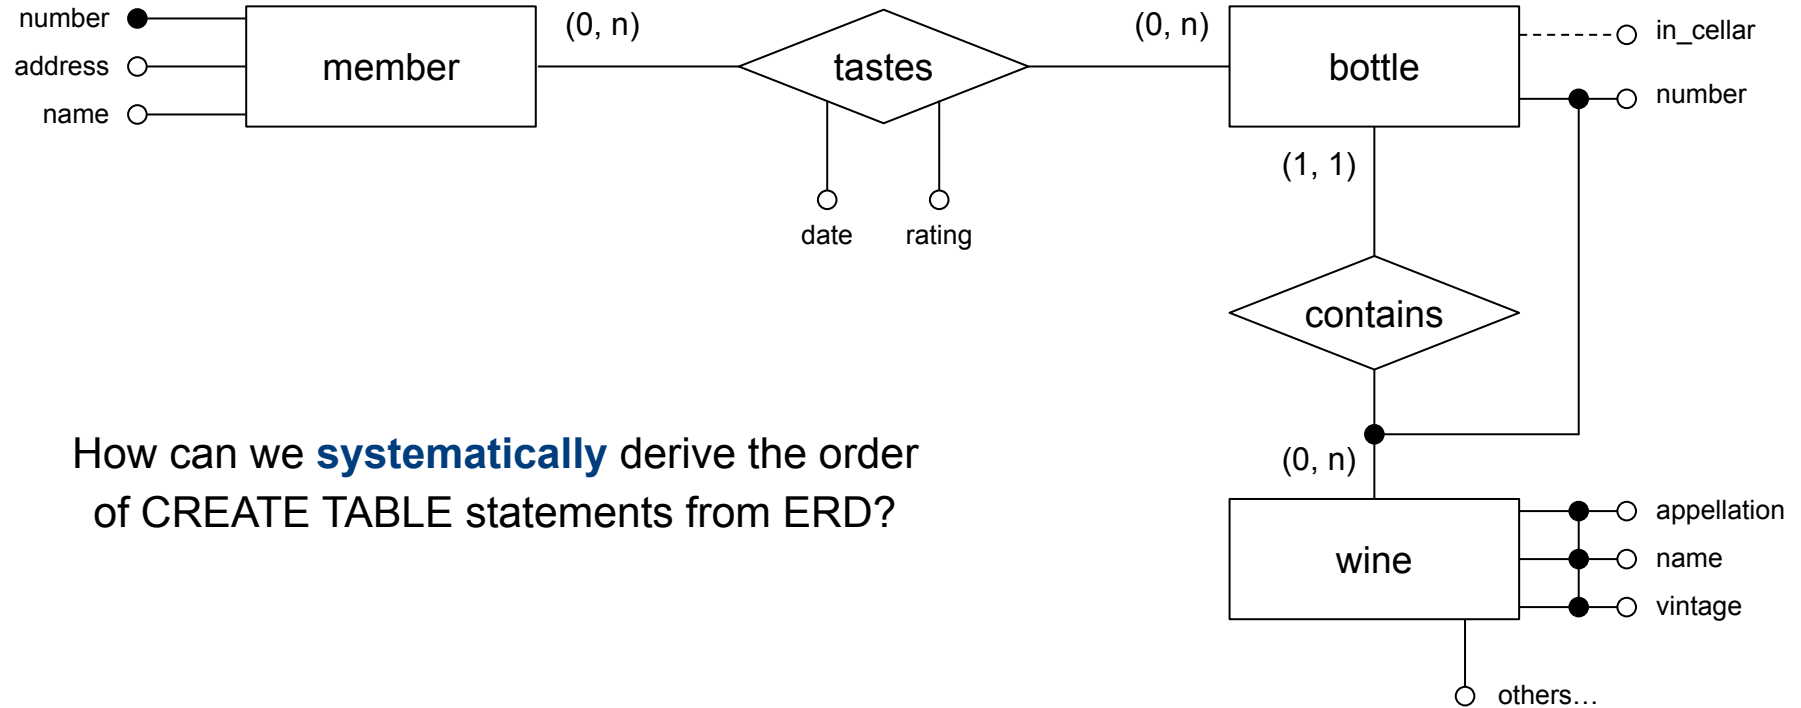 number
address
name
member
(0, n)
tastes
date
rating
(0, n)
bottle
in_cellar
number
(1, 1)
contains
(0, n)
wine
appellation
name
vintage
others…
How can we systematically derive the order
of CREATE TABLE statements from ERD?